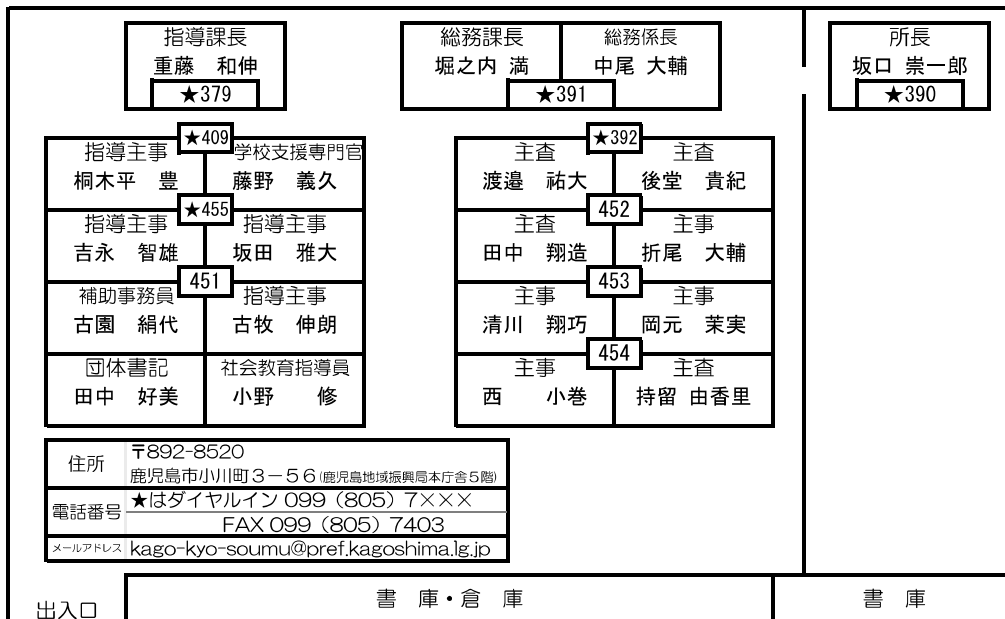 指導課長
重藤　和伸
★379
総務課長
堀之内 満
総務係長
中尾 大輔
★391
所長
坂口 崇一郎
★390
★409
指導主事
桐木平　豊
学校支援専門官
藤野　義久
★455
指導主事
吉永　智雄
指導主事
坂田　雅大
451
補助事務員
古園　絹代
指導主事
古牧　伸朗
団体書記
田中　好美
社会教育指導員
小野　　修
★392
主査
渡邉　祐大
主査
後堂　貴紀
452
主査
田中　翔造
主事
折尾　大輔
453
主事
清川　翔巧
主事
岡元　茉実
454
主事
西　　小巻
主査
持留 由香里
住所
〒892-8520
鹿児島市小川町３－５６(鹿児島地域振興局本庁舎５階)
電話番号
★はダイヤルイン 099（805）7×××
FAX 099（805）7403
メールアドレス
kago-kyo-soumu@pref.kagoshima.lg.jp
出入口
書　庫・倉　庫
書　庫